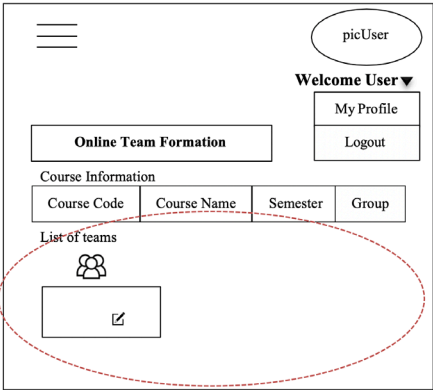 picUser
Welcome User
My Profile
Logout
Online Team Formation
Course Information
Course Code Course Name Semester Group
List of teams